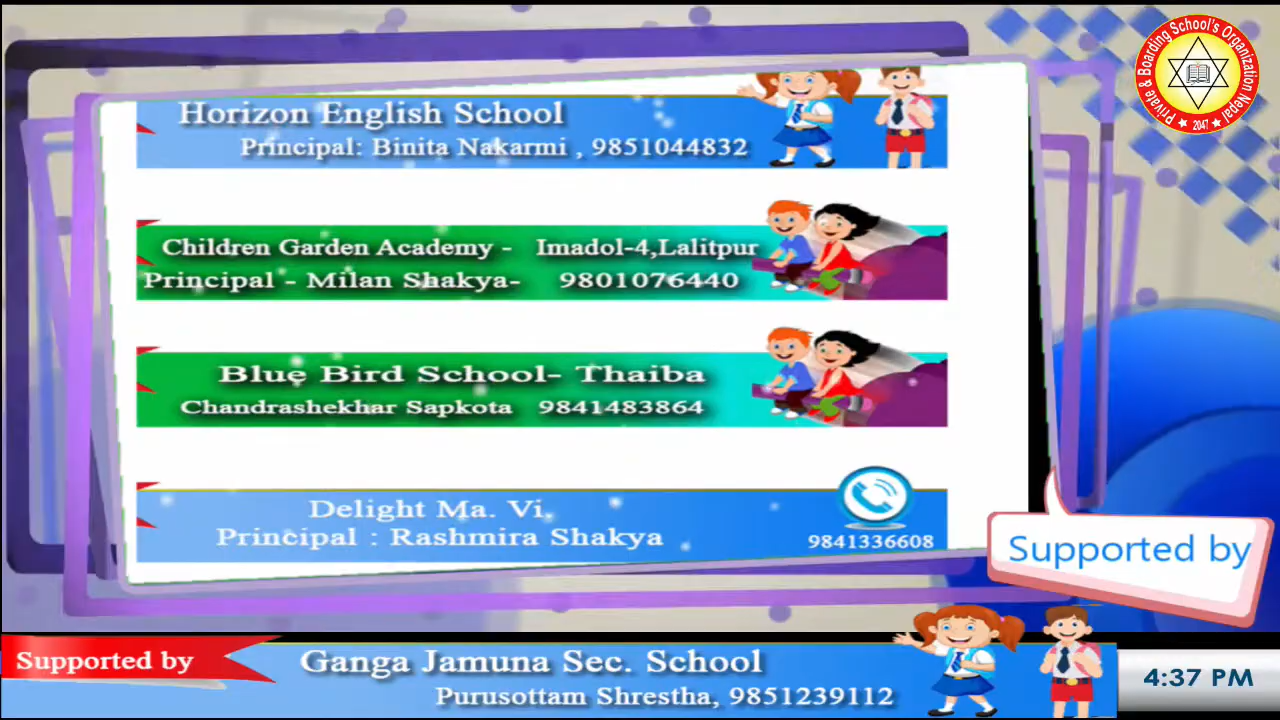 Private & Boarding School's Organization Nepal
2047
Horizon English School
Principal: Binita Nakarmi , 9851044832
Children Garden Academy - Imadol-4,Lalitpur
Principal - Milan Shakya- 9801076440
Blue Bird School- Thaiba
Chandrashekhar Sapkota 9841483864
Delight Ma. Vi.
Principal : Rashmira Shakya
9841336608
Supported by
Supported by
Ganga Jamuna Sec. School
Purusottam Shrestha, 9851239112
4:37 PM